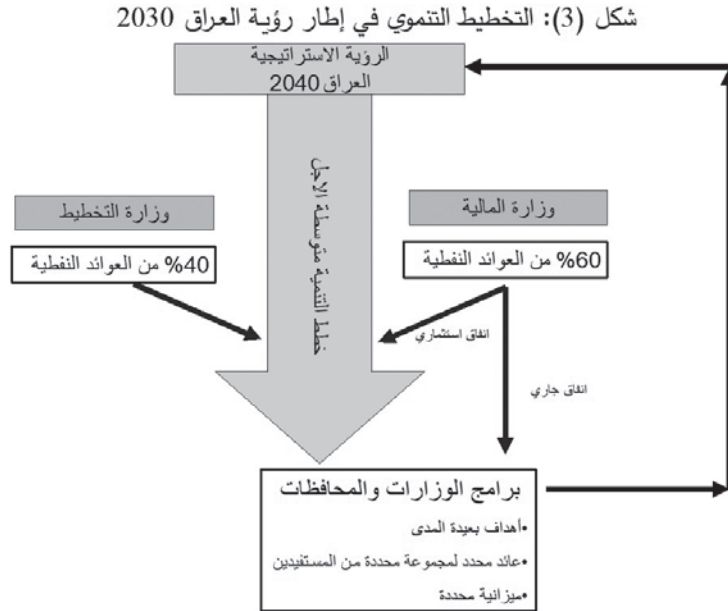 شكل (3): التخطيط التنموي في إطار رؤية العراق 2030
الرؤية الاستراتيجية
العراق 2040
خطط التنمية متوسطة الاجل
وزارة المالية
60% من العوائد النفطية
وزارة التخطيط
40% من العوائد النفطية
انفاق استثماري
انفاق جاري
برامج الوزارات والمحافظات
•أهداف بعيدة المدى
•عائد محدد لمجموعة محددة من المستفيدين
•ميزانية محددة